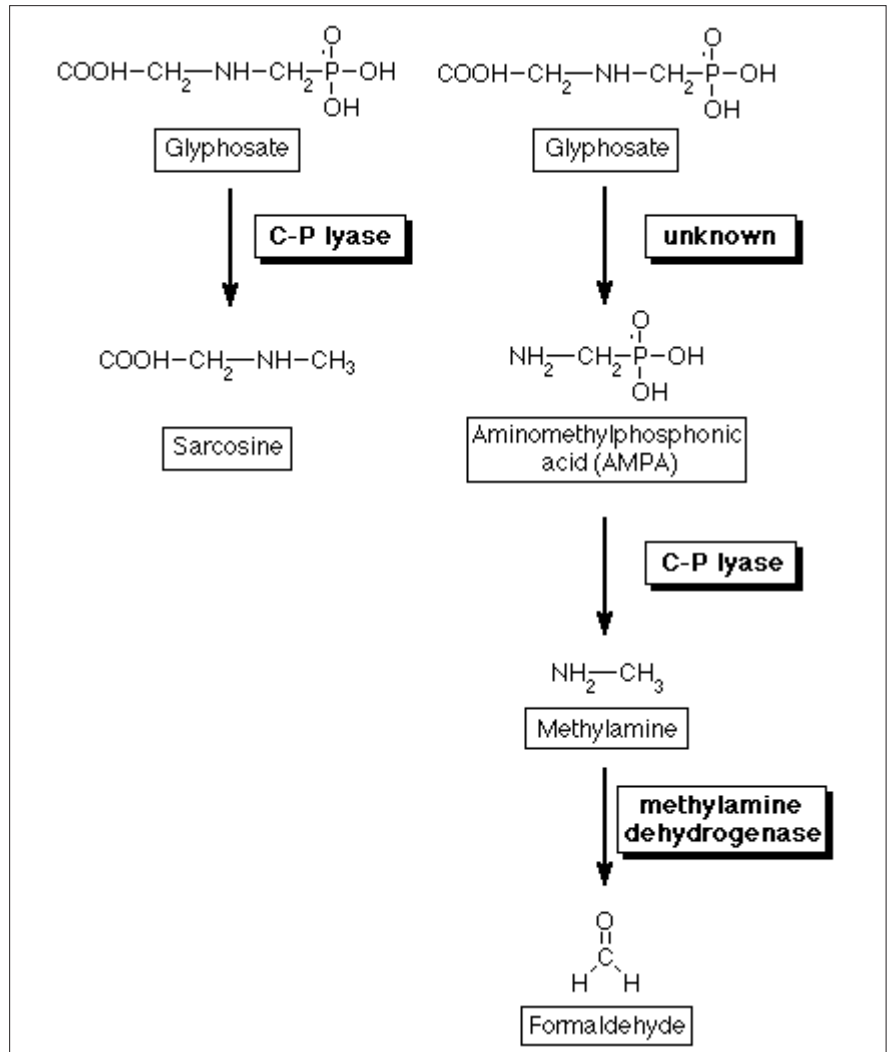 O
COOH-CH2-NH-CH2-P-OH
OH
Glyphosate
C-P lyase
COOH-CH2-NH-CH3
Sarcosine
O
COOH-CH2-NH-CH2-P-OH
OH
Glyphosate
unknown
O
NH2-CH2-P-OH
OH
Aminomethylphosphonic
acid (AMPA)
C-P lyase
NH2-CH3
Methylamine
methylamine
dehydrogenase
O
C
H H
Formaldehyde